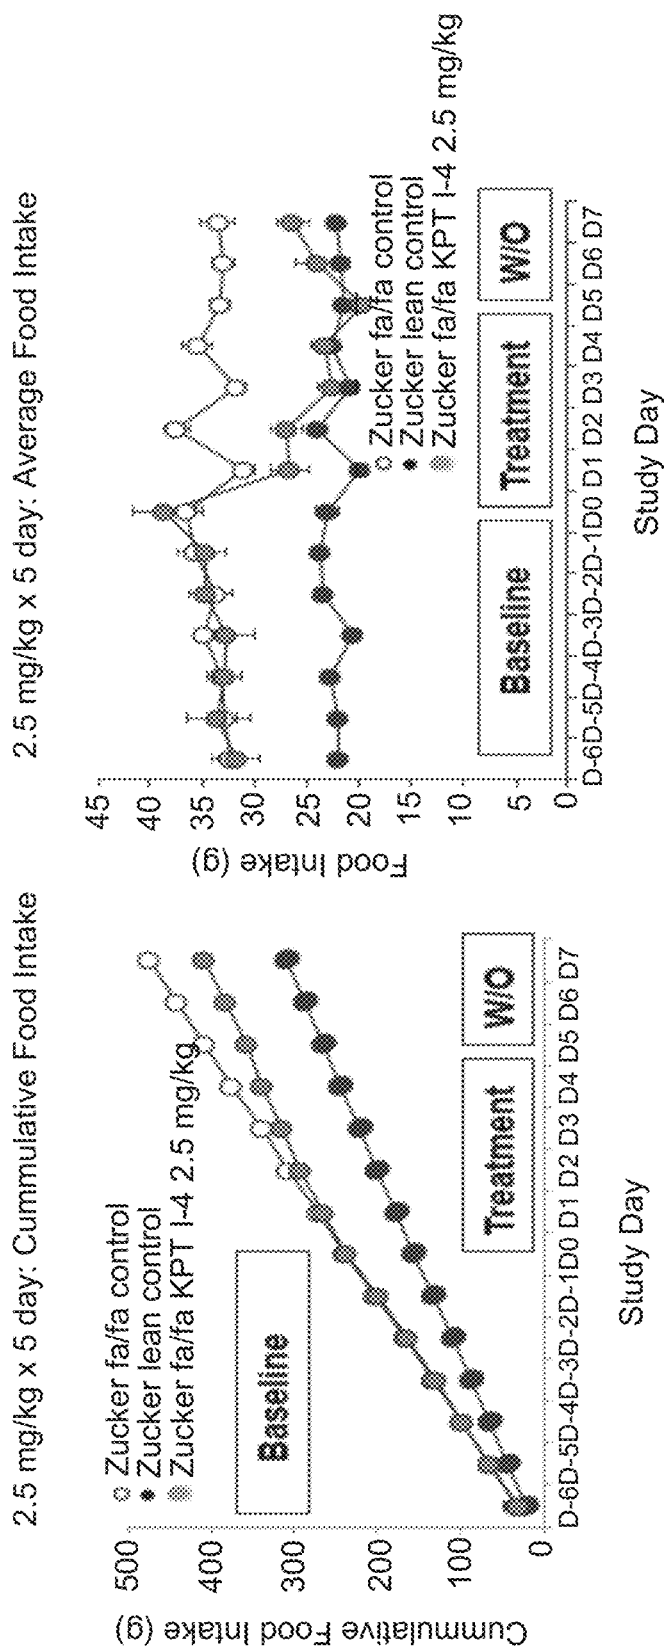 2.5 mg/kg x 5 day: Cummulative Food Intake
Cummulative Food Intake (g)
500
400
300
200
100
0
Zucker fa/fa control
Zucker lean control
Zucker fa/fa KPT I-4 2.5 mg/kg
Baseline
Treatment
W/O
D-6D-5D-4D-3D-2D-1D0 D1 D2 D3 D4 D5 D6 D7
Study Day
2.5 mg/kg x 5 day: Average Food Intake
Food Intake (g)
45
40
35
30
25
20
15
10
5
0
Zucker fa/fa control
Zucker lean control
Zucker fa/fa KPT I-4 2.5 mg/kg
Baseline
Treatment
W/O
D-6D-5D-4D-3D-2D-1D0 D1 D2 D3 D4 D5 D6 D7
Study Day